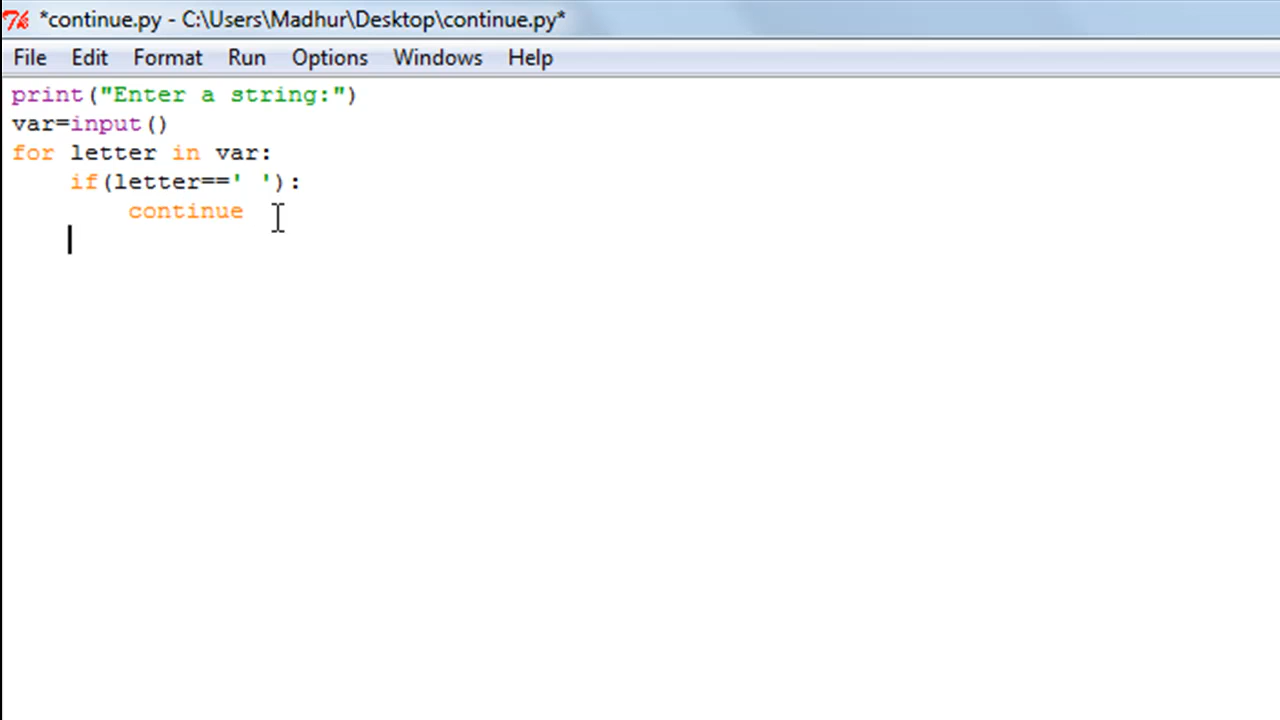 *continue.py - C:\Users\Madhur\Desktop\continue.py*
File Edit Format Run Options Windows Help
print("Enter a string:")
var=input()
for letter in var:
    if(letter==' '):
        continue